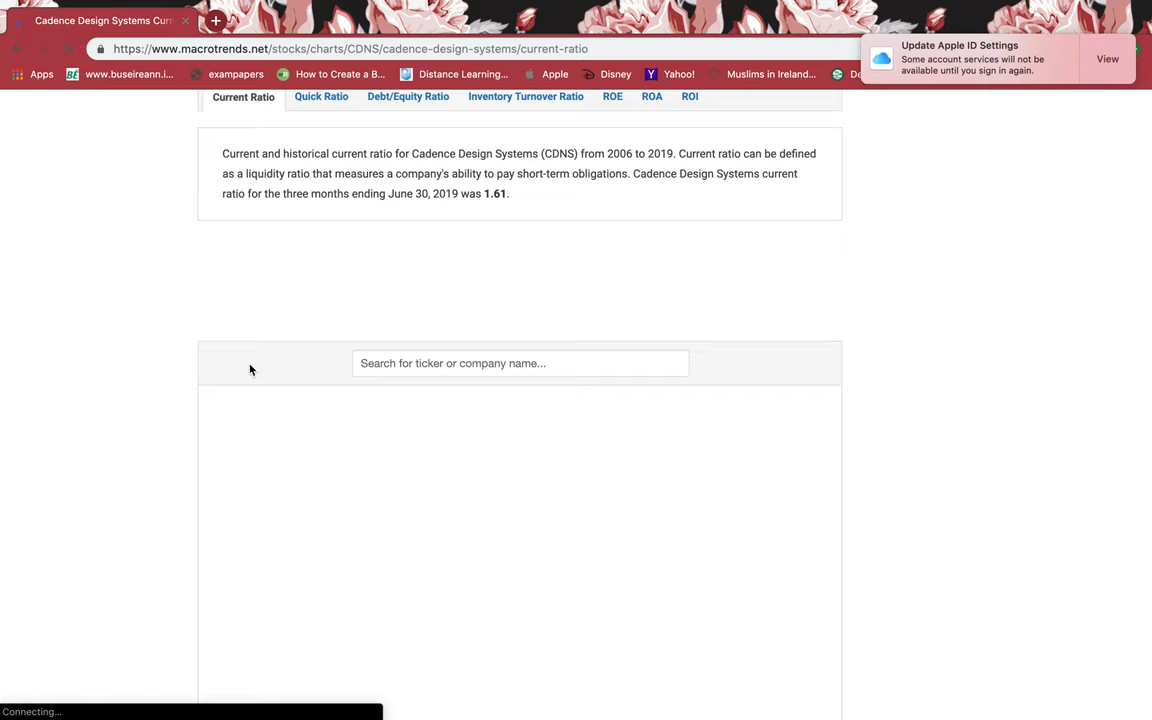 Cadence Design Systems Curr
https://www.macrotrends.net/stocks/charts/CDNS/cadence-design-systems/current-ratio
Update Apple ID Settings
Some account services will not be
available until you sign in again.
View
Apps www.buseireann.i... exampapers How to Create a B... Distance Learning,... Apple Disney Yahoo! Muslims in Ireland...
Current Ratio Quick Ratio Debt/Equity Ratio Inventory Turnover Ratio ROE ROA ROI
Current and historical current ratio for Cadence Design Systems (CDNS) from 2006 to 2019. Current ratio can be defined
as a liquidity ratio that measures a company's ability to pay short-term obligations. Cadence Design Systems current
ratio for the three months ending June 30, 2019 was 1.61.
Search for ticker or company name...
Connecting...